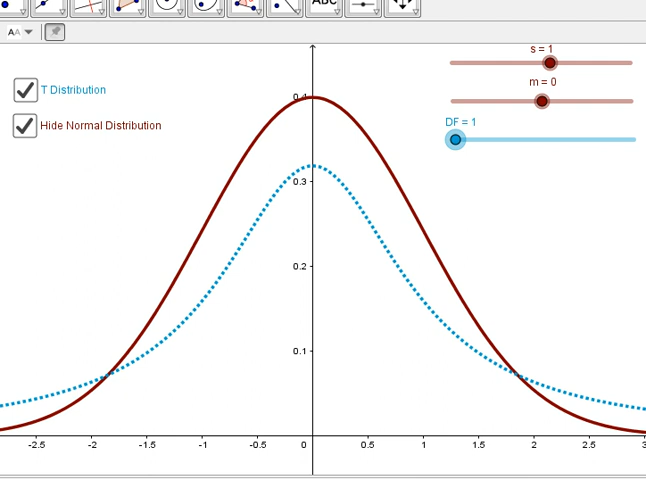 ABC
AA
s = 1
m = 0
T Distribution
DF = 1
Hide Normal Distribution
0.4
0.3
0.2
0.1
-2.5 -2 -1.5 -1 -0.5 0 0.5 1 1.5 2 2.5 3